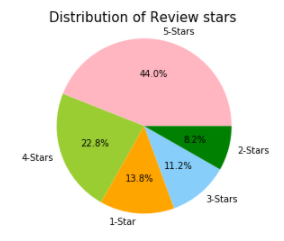 Distribution of Review stars
5-Stars
44.0%
22.8%
4-Stars
13.8%
1-Star
11.2%
3-Stars
8.2%
2-Stars